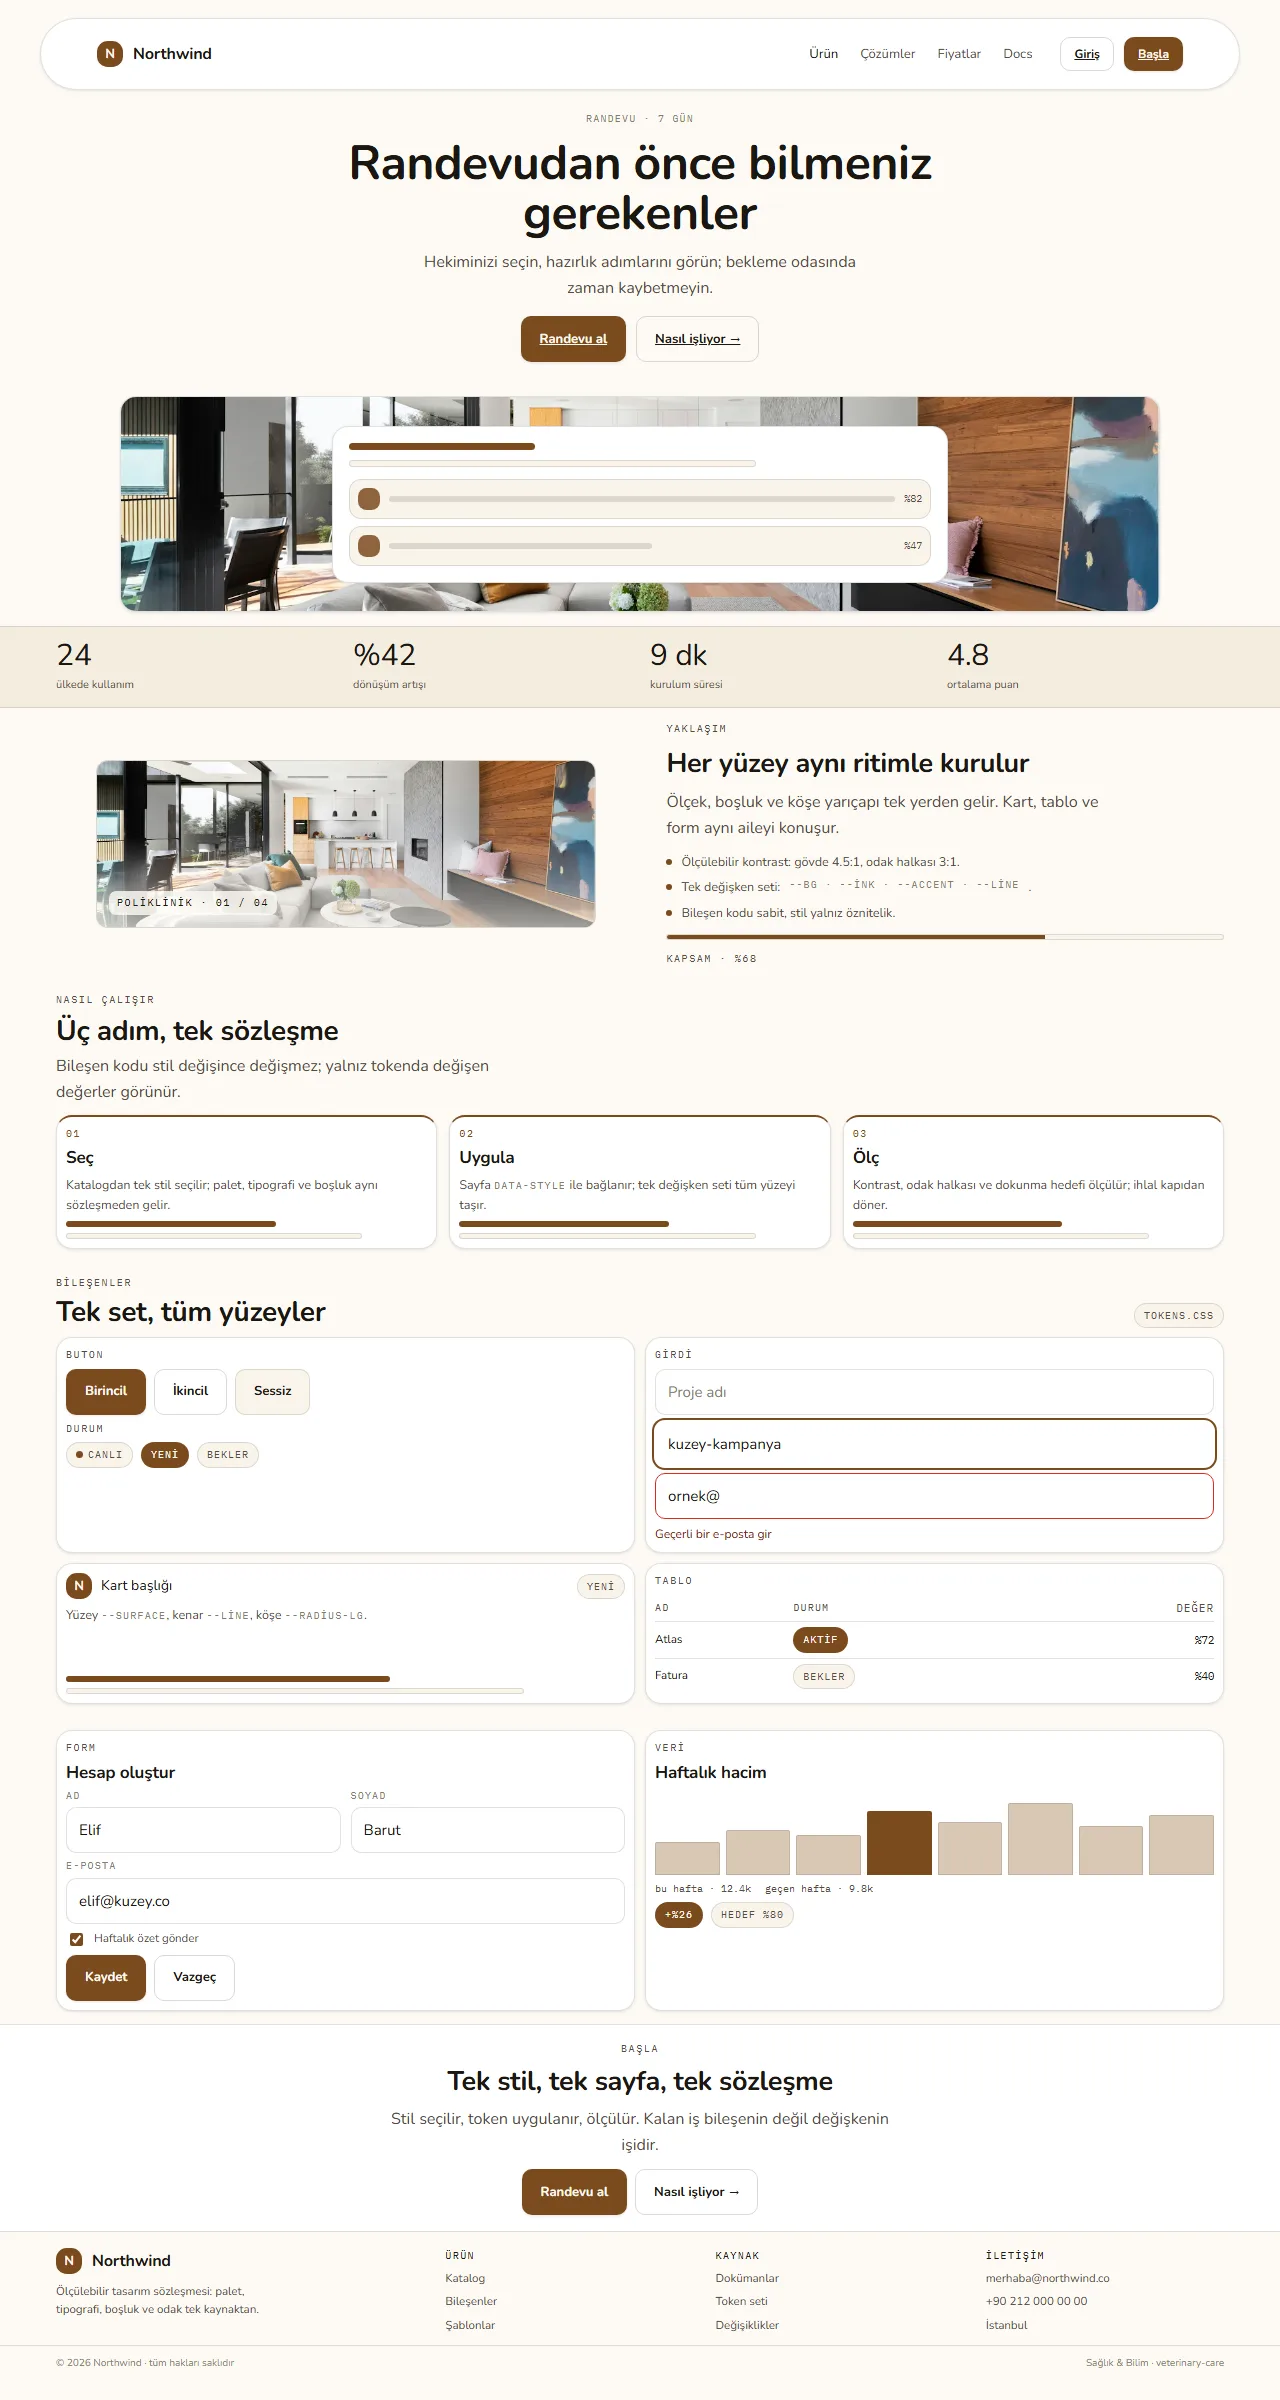 N Northwind
Ürün Çözümler Fiyatlar Docs Giriş Başla
RANDEVU · 7 GÜN
Randevudan önce bilmeniz
gerekenler
Hekiminizi seçin, hazırlık adımlarını görün; bekleme odasında
zaman kaybetmeyin.
Randevu al Nasıl işliyor →
%82
%47
24 %42 9 dk 4.8
ülkede kullanım dönüşüm artışı kurulum süresi ortalama puan
POLİKLİNİK · 01 / 04
YAKLAŞIM
Her yüzey aynı ritimle kurulur
Ölçek, boşluk ve köşe yarıçapı tek yerden gelir. Kart, tablo ve
form aynı aileyi konuşur.
Ölçülebilir kontrast: gövde 4.5:1, odak halkası 3:1.
Tek değişken seti: --BG · --İNK · --ACCENT · --LİNE .
Bileşen kodu sabit, stil yalnız öznitelik.
KAPSAM · %68
NASIL ÇALIŞIR
Üç adım, tek sözleşme
Bileşen kodu stil değişince değişmez; yalnız tokenda değişen
değerler görünür.
01
Seç
Katalogdan tek stil seçilir; palet, tipografi ve boşluk aynı
sözleşmeden gelir.
02
Uygula
Sayfa DATA-STYLE ile bağlanır; tek değişken seti tüm yüzeyi
taşır.
03
Ölç
Kontrast, odak halkası ve dokunma hedefi ölçülür; ihlal kapıdan
döner.
BİLEŞENLER
Tek set, tüm yüzeyler
TOKENS.CSS
BUTON
Birincil İkincil Sessiz
DURUM
CANLI YENİ BEKLER
GİRDİ
Proje adı
kuzey-kampanya
ornek@
Geçerli bir e-posta gir
N Kart başlığı YENİ
Yüzey --SURFACE, kenar --LİNE, köşe --RADİUS-LG.
TABLO
AD DURUM DEĞER
Atlas AKTİF %72
Fatura BEKLER %40
FORM
Hesap oluştur
AD SOYAD
Elif Barut
E-POSTA
elif@kuzey.co
Haftalık özet gönder
Kaydet Vazgeç
VERİ
Haftalık hacim
bu hafta · 12.4k geçen hafta · 9.8k
+%26 HEDEF %80
BAŞLA
Tek stil, tek sayfa, tek sözleşme
Stil seçilir, token uygulanır, ölçülür. Kalan iş bileşenin değil değişkenin
işidir.
Randevu al Nasıl işliyor →
N Northwind
Ölçülebilir tasarım sözleşmesi: palet,
tipografi, boşluk ve odak tek kaynaktan.
ÜRÜN
Katalog
Bileşenler
Şablonlar
KAYNAK
Dokümanlar
Token seti
Değişiklikler
İLETİŞİM
merhaba@northwind.co
+90 212 000 00 00
İstanbul
© 2026 Northwind · tüm hakları saklıdır
Sağlık & Bilim · veterinary-care